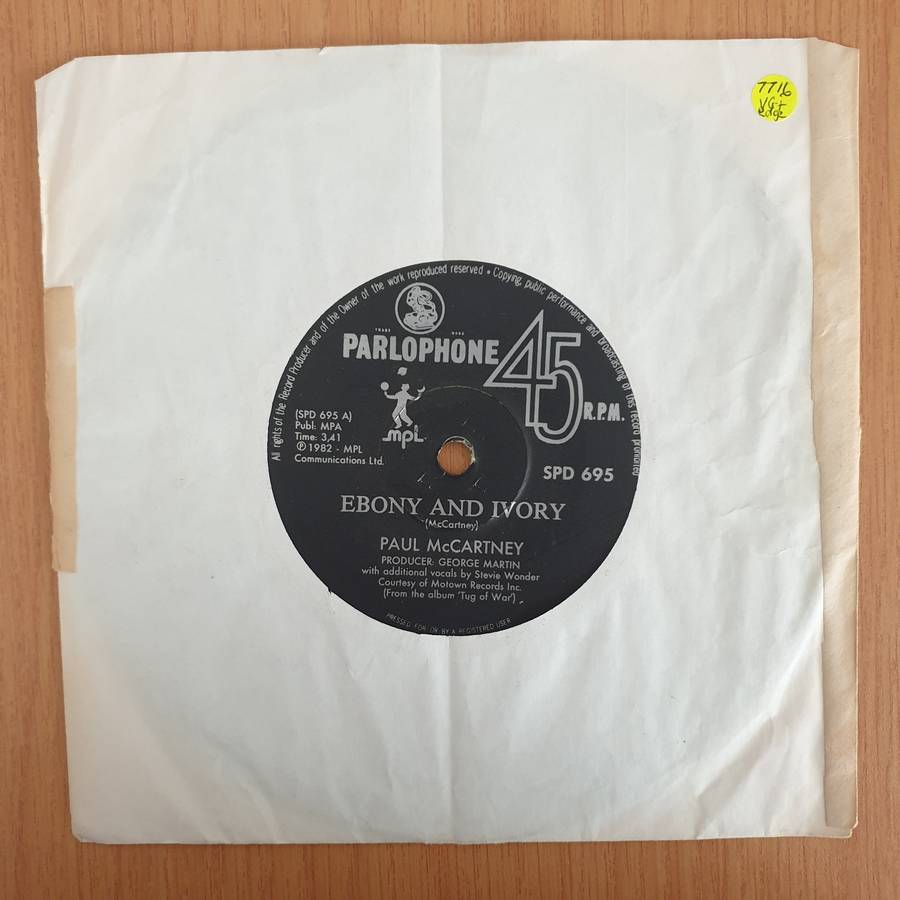 7716
VG+
edge
All rights of the Record Producer and of the Owner of the work reproduced reserved • Copying, public performance and broadcasting of this record prohibited
TRADE MARK
PARLOPHONE
45
R.P.M.
mpl
(SPD 695 A)
Publ: MPA
Time: 3,41
℗ 1982 - MPL
Communications Ltd.
SPD 695
EBONY AND IVORY
(McCartney)
PAUL McCARTNEY
PRODUCER: GEORGE MARTIN
with additional vocals by Stevie Wonder
Courtesy of Motown Records Inc.
(From the album 'Tug of War')
PRESSED FOR OR BY A REGISTERED USER